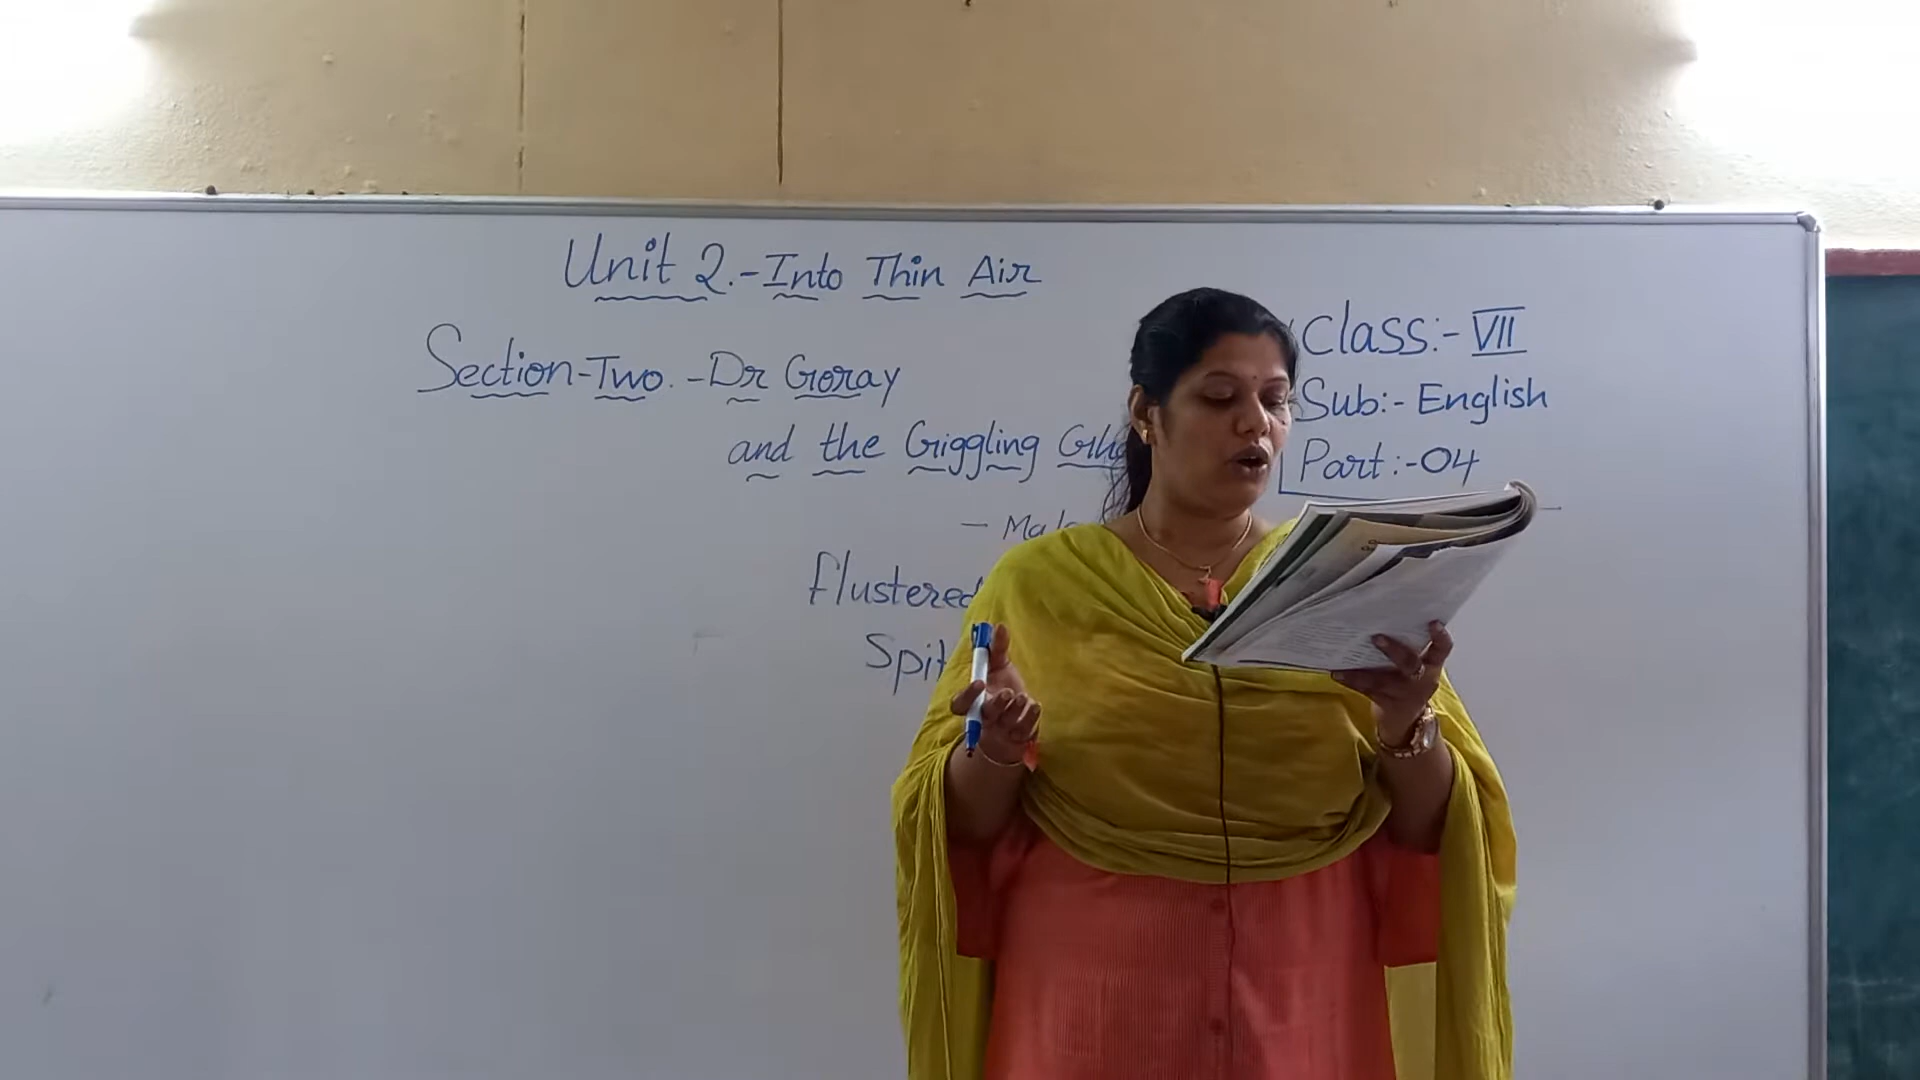 Unit 2.-Into Thin Air
Section-Two.-Dr Goray
and the Giggling
Class:- VII
Sub:- English
Part:-04
flustered